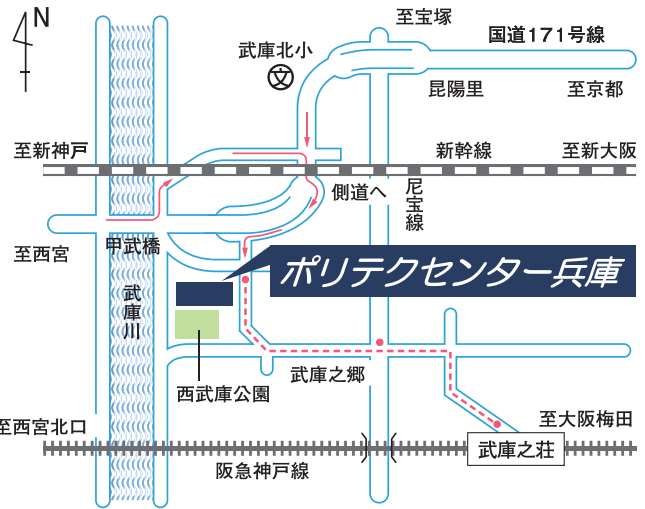 N
至宝塚
国道171号線
武庫北小
文
昆陽里
至京都
至新神戸
新幹線
至新大阪
側道へ
尼宝線
甲武橋
至西宮
ポリテクセンター兵庫
武庫川
武庫之郷
西武庫公園
至西宮北口
至大阪梅田
武庫之荘
阪急神戸線